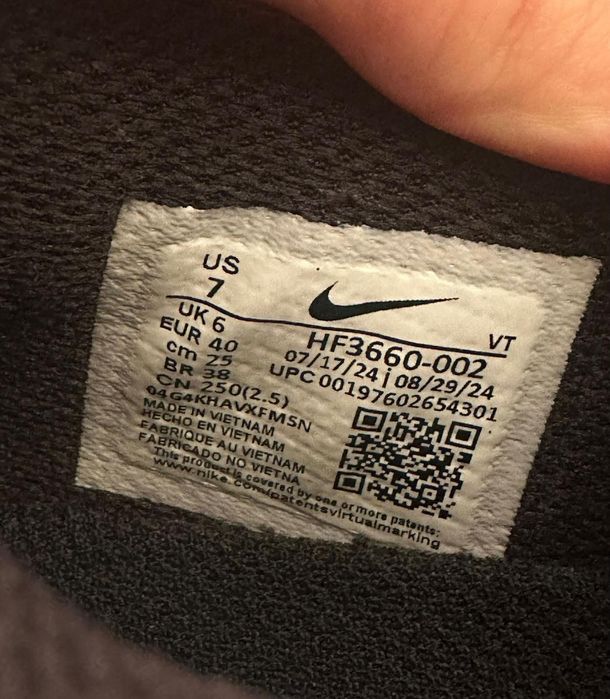 US
7
UK 6
EUR 40
cm 25
BR 38
CN 250(2.5)
04G4KHAVXFMSN
VT
HF3660-002
07/17/24 | 08/29/24
UPC 00197602654301
MADE IN VIETNAM
HECHO EN VIETNAM
FABRIQUE AU VIETNAM
FABRICADO NO VIETNA
This product is covered by one or more patents:
www.nike.com/patentsvirtualmarking